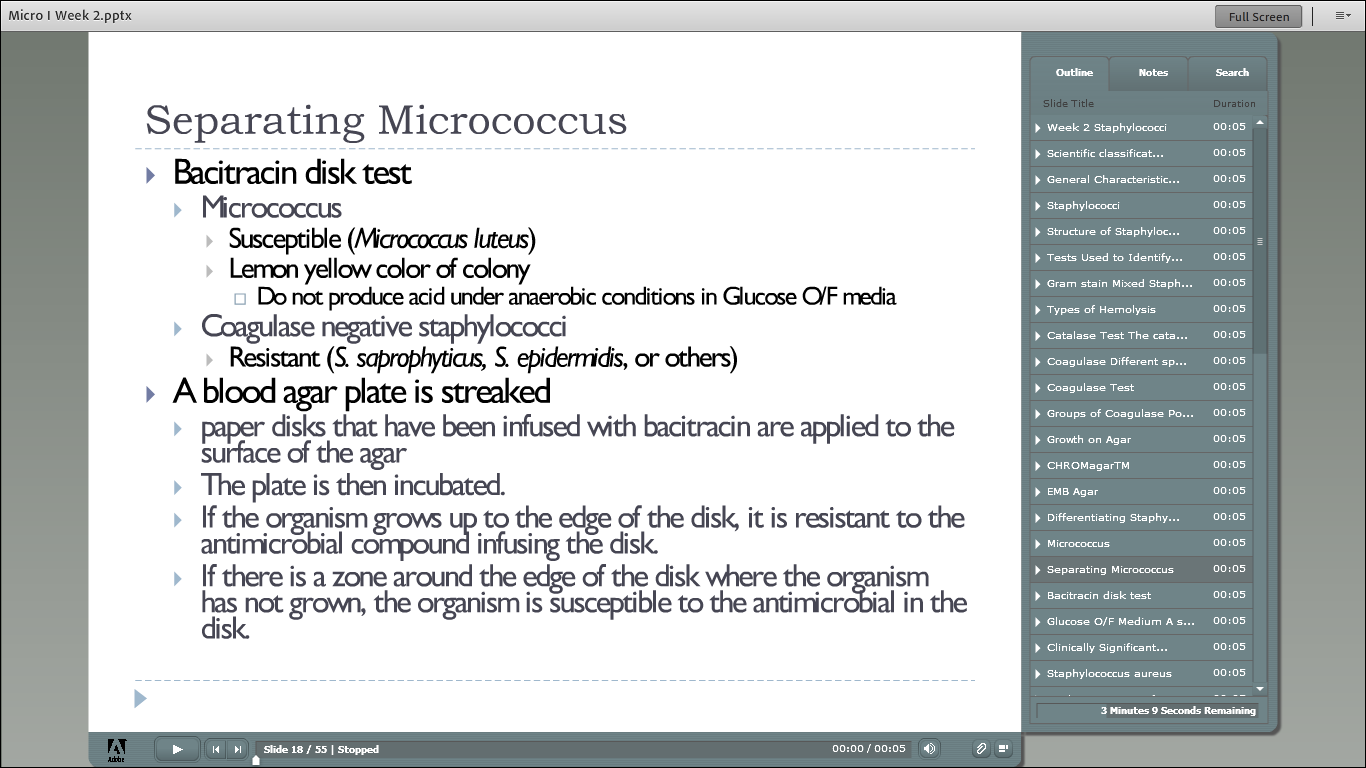 Micro I Week 2.pptx
Full Screen
Separating Micrococcus
Bacitracin disk test
Micrococcus
Susceptible (Micrococcus luteus)
Lemon yellow color of colony
Do not produce acid under anaerobic conditions in Glucose O/F media
Coagulase negative staphylococci
Resistant (S. saprophyticus, S. epidermidis, or others)
A blood agar plate is streaked
paper disks that have been infused with bacitracin are applied to the
surface of the agar
The plate is then incubated.
If the organism grows up to the edge of the disk, it is resistant to the
antimicrobial compound infusing the disk.
If there is a zone around the edge of the disk where the organism
has not grown, the organism is susceptible to the antimicrobial in the
disk.
Outline Notes Search
Slide Title Duration
Week 2 Staphylococci 00:05
Scientific classificat... 00:05
General Characteristic... 00:05
Staphylococci 00:05
Structure of Staphyloc... 00:05
Tests Used to Identify... 00:05
Gram stain Mixed Staph... 00:05
Types of Hemolysis 00:05
Catalase Test The cata... 00:05
Coagulase Different sp... 00:05
Coagulase Test 00:05
Groups of Coagulase Po... 00:05
Growth on Agar 00:05
CHROMagarTM 00:05
EMB Agar 00:05
Differentiating Staphy... 00:05
Micrococcus 00:05
Separating Micrococcus 00:05
Bacitracin disk test 00:05
Glucose O/F Medium A s... 00:05
Clinically Significant... 00:05
Staphylococcus aureus 00:05
3 Minutes 9 Seconds Remaining
Adobe
Slide 18 / 55 | Stopped
00:00 / 00:05